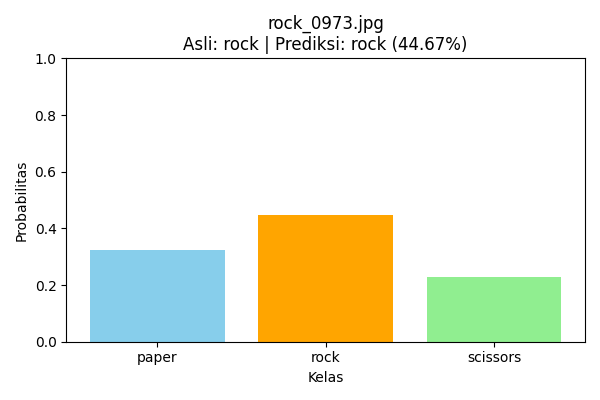 rock_0973.jpg
Asli: rock | Prediksi: rock (44.67%)
1.0
0.8
0.6
0.4
0.2
0.0
Probabilitas
paper rock scissors
Kelas